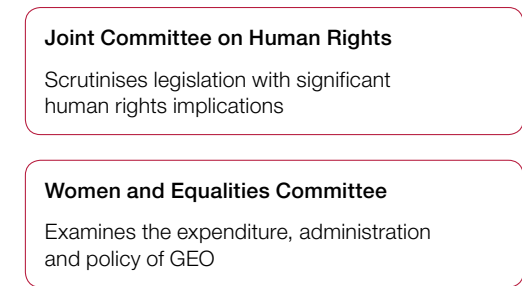 Joint Committee on Human Rights
Scrutinises legislation with significant
human rights implications
Women and Equalities Committee
Examines the expenditure, administration
and policy of GEO